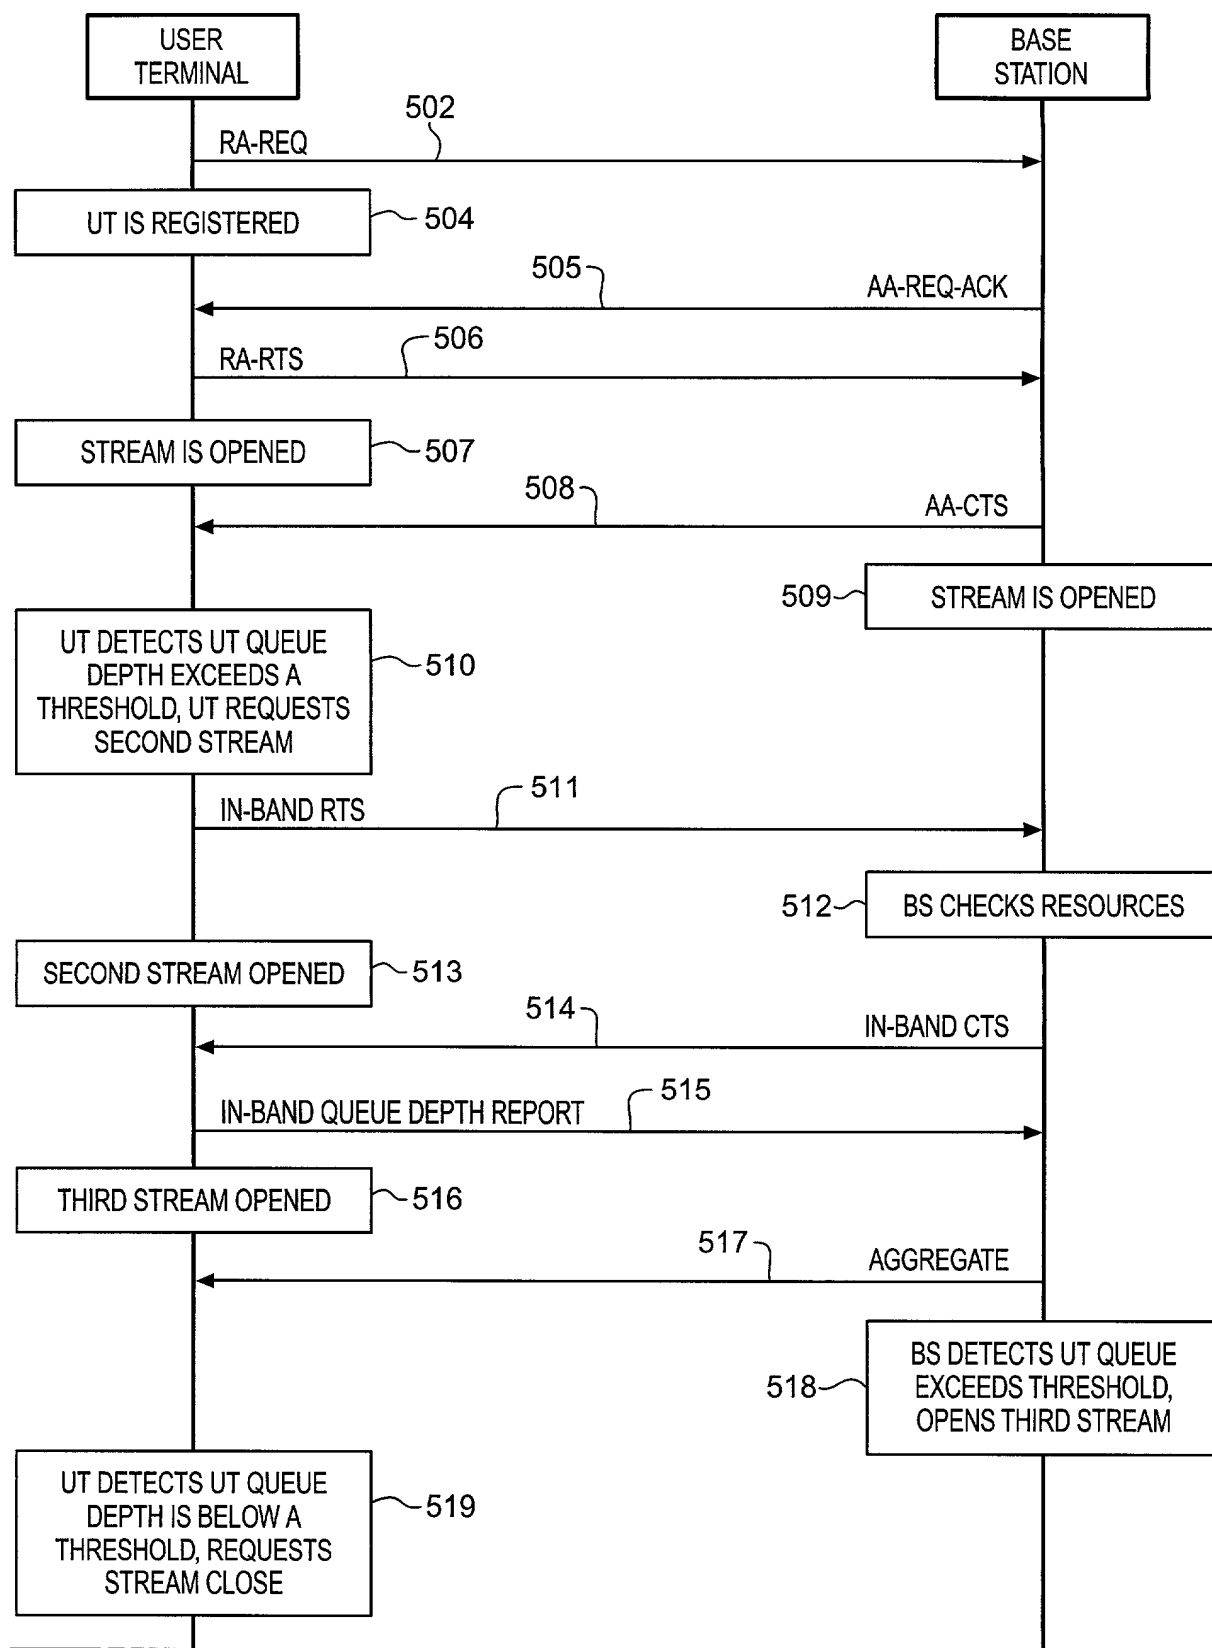 USER
TERMINAL
BASE
STATION
502
RA-REQ
UT IS REGISTERED
504
505
AA-REQ-ACK
506
RA-RTS
STREAM IS OPENED
507
508
AA-CTS
509
STREAM IS OPENED
UT DETECTS UT QUEUE
DEPTH EXCEEDS A
THRESHOLD, UT REQUESTS
SECOND STREAM
510
IN-BAND RTS
511
512
BS CHECKS RESOURCES
SECOND STREAM OPENED
513
514
IN-BAND CTS
IN-BAND QUEUE DEPTH REPORT
515
THIRD STREAM OPENED
516
517
AGGREGATE
518
BS DETECTS UT QUEUE
EXCEEDS THRESHOLD,
OPENS THIRD STREAM
UT DETECTS UT QUEUE
DEPTH IS BELOW A
THRESHOLD, REQUESTS
STREAM CLOSE
519